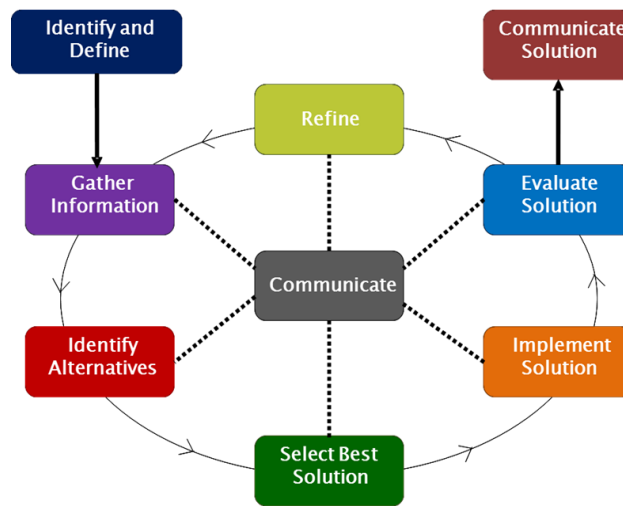 Identify and
Define
Communicate
Solution
Refine
Gather
Information
Evaluate
Solution
Communicate
Identify
Alternatives
Implement
Solution
Select Best
Solution